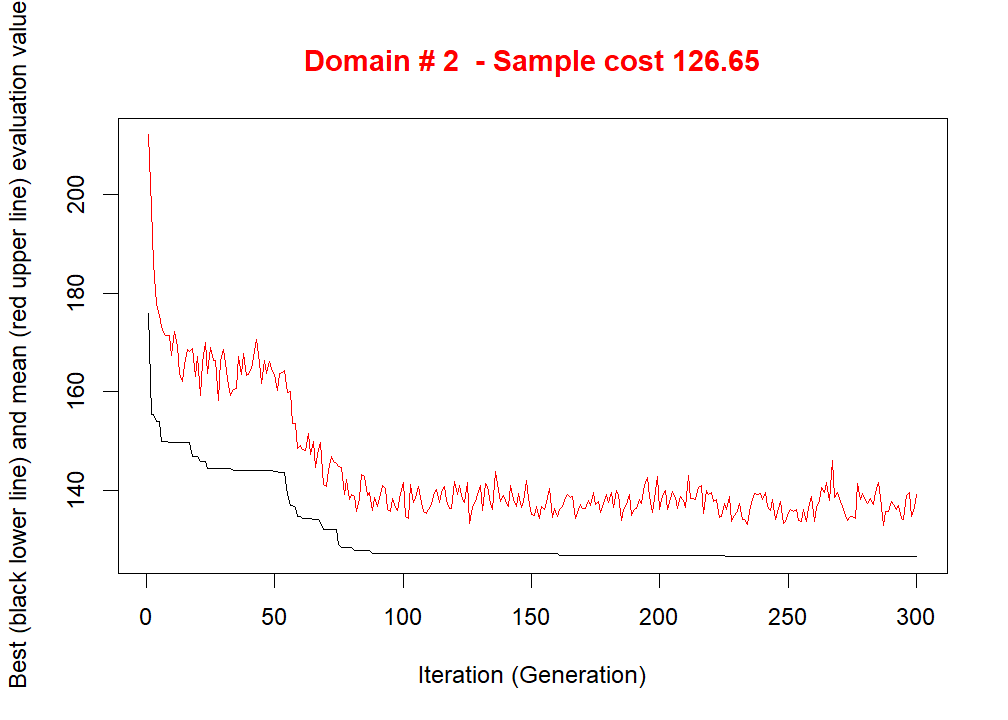 Domain # 2  - Sample cost 126.65
Best (black lower line) and mean (red upper line) evaluation value
200
180
160
140
0 50 100 150 200 250 300
Iteration (Generation)